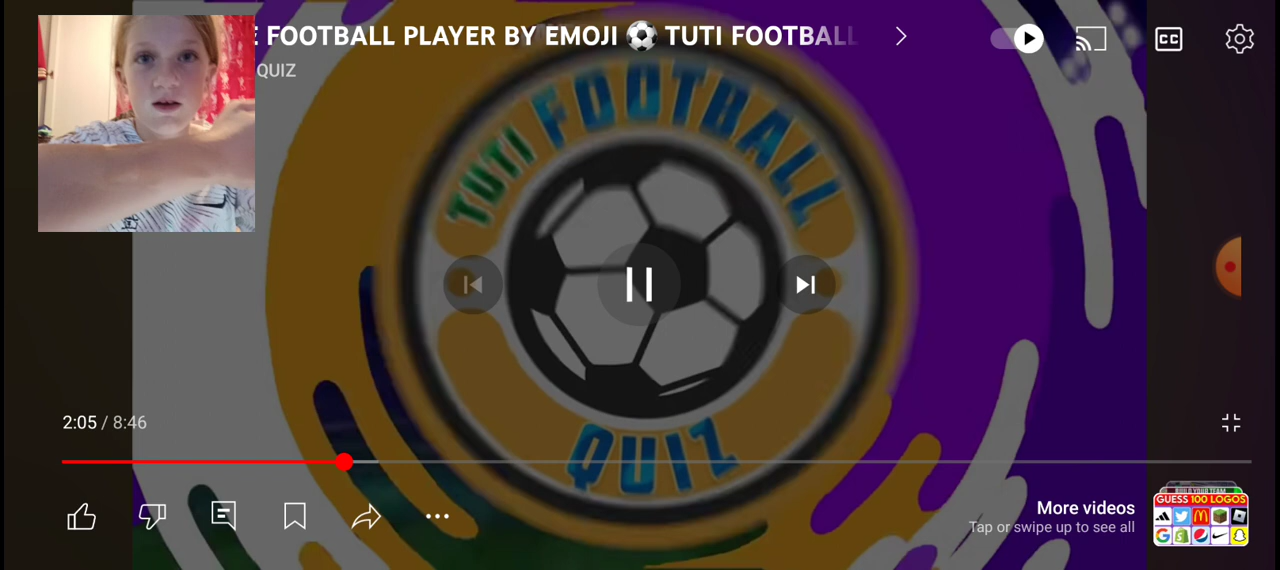 E FOOTBALL PLAYER BY EMOJI ⚽ TUTI FOOTBALL
QUIZ
CC
TUTI FOOTBALL
QUIZ
2:05 / 8:46
More videos
Tap or swipe up to see all
GUESS 100 LOGOS